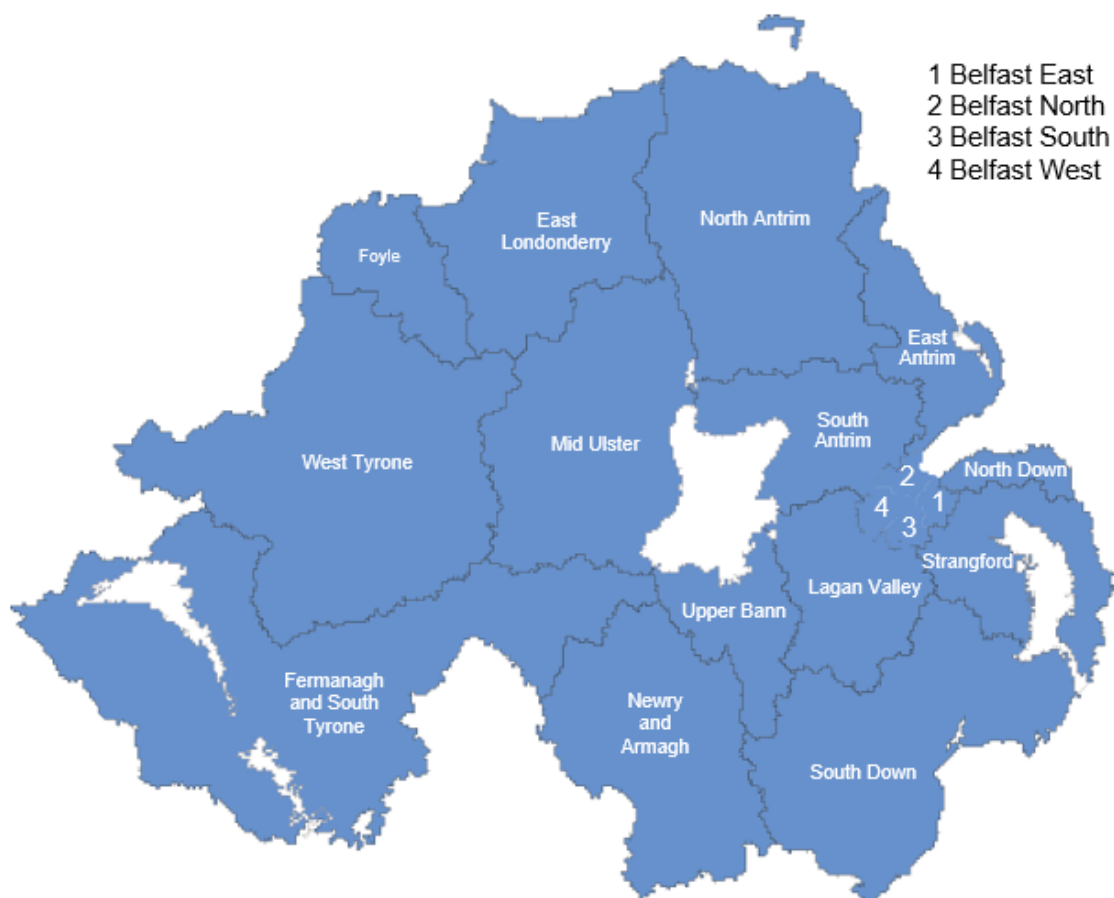 1 Belfast East
2 Belfast North
3 Belfast South
4 Belfast West
East
Londonderry
North Antrim
Foyle
East
Antrim
South
Antrim
West Tyrone
Mid Ulster
North Down
2
1
4
3
Strangford
Lagan Valley
Upper Bann
Fermanagh
and South
Tyrone
Newry
and
Armagh
South Down